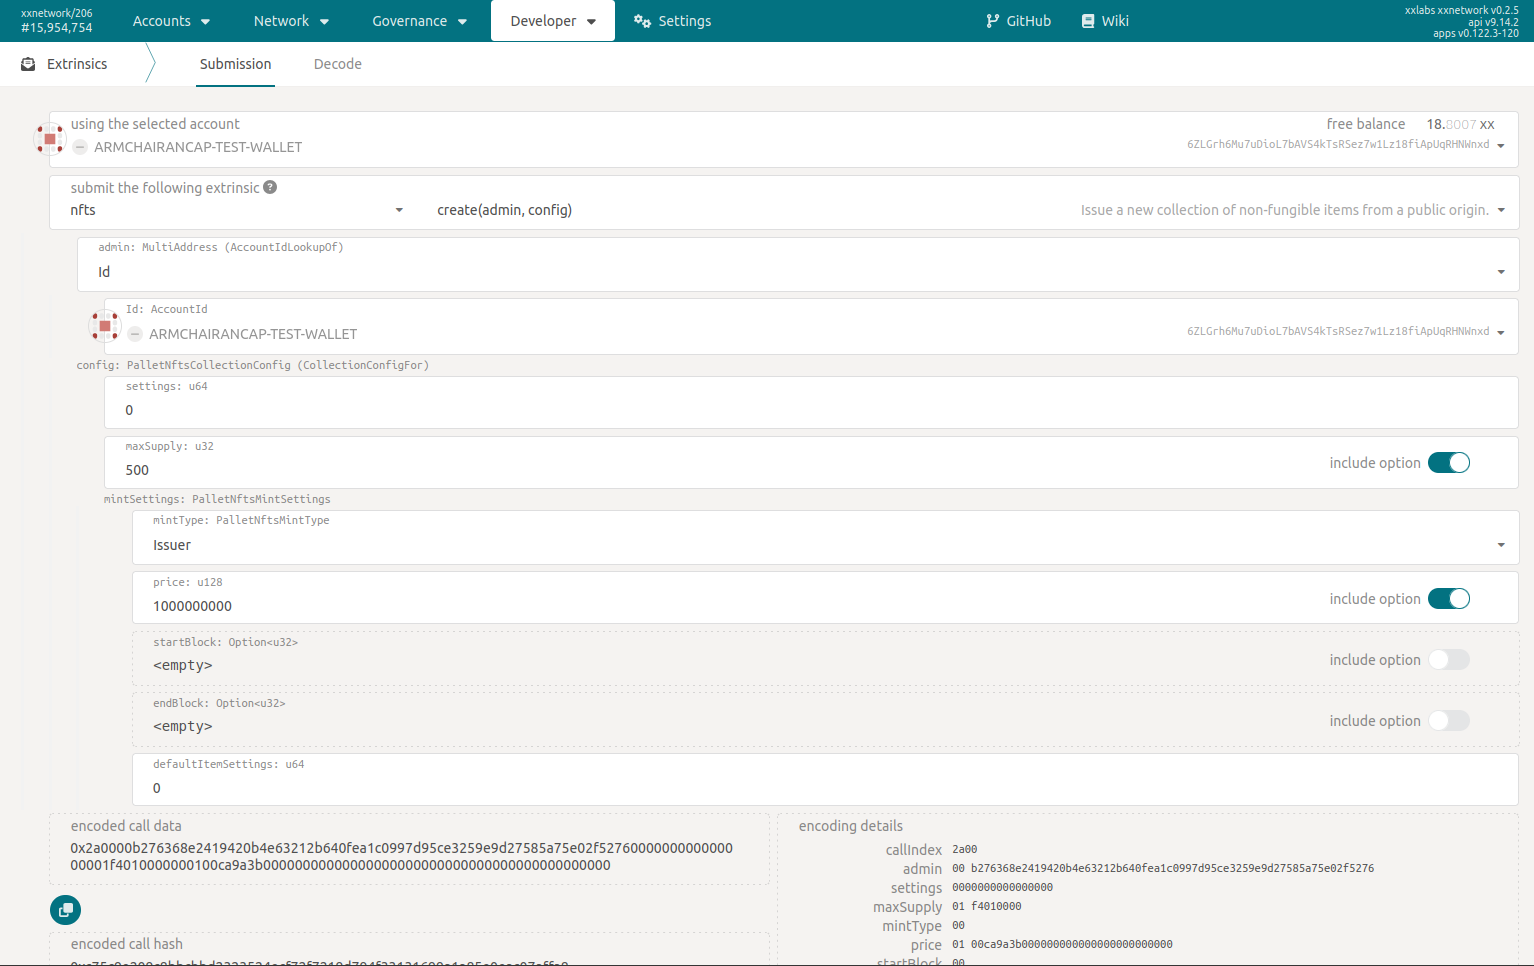 xxnetwork/206
#15,954,754
Accounts
Network
Governance
Developer
Settings
GitHub
Wiki
xxlabs xxnetwork v0.2.5
api v9.14.2
apps v0.122.3-120
Extrinsics
Submission
Decode
using the selected account
free balance 18.8007 xx
ARMCHAIRANCAP-TEST-WALLET
6ZLGrh6Mu7uDioL7bAVS4kTsRSez7w1Lz18fiApUqRHNWnxd
submit the following extrinsic ?
nfts
create(admin, config)
Issue a new collection of non-fungible items from a public origin.
admin: MultiAddress (AccountIdLookupOf)
Id
Id: AccountId
ARMCHAIRANCAP-TEST-WALLET
6ZLGrh6Mu7uDioL7bAVS4kTsRSez7w1Lz18fiApUqRHNWnxd
config: PalletNftsCollectionConfig (CollectionConfigFor)
settings: u64
0
maxSupply: u32
500
include option
mintSettings: PalletNftsMintSettings
mintType: PalletNftsMintType
Issuer
price: u128
1000000000
include option
startBlock: Option<u32>
<empty>
include option
endBlock: Option<u32>
<empty>
include option
defaultItemSettings: u64
0
encoded call data
0x2a0000b276368e2419420b4e63212b640fea1c0997d95ce3259e9d27585a75e02f52760000000000000
00001f4010000000100ca9a3b000000000000000000000000000000000000000000
encoding details
callIndex 2a00
admin 00 b276368e2419420b4e63212b640fea1c0997d95ce3259e9d27585a75e02f5276
settings 0000000000000000
maxSupply 01 f4010000
mintType 00
price 01 00ca9a3b000000000000000000000000
startBlock 00
encoded call hash